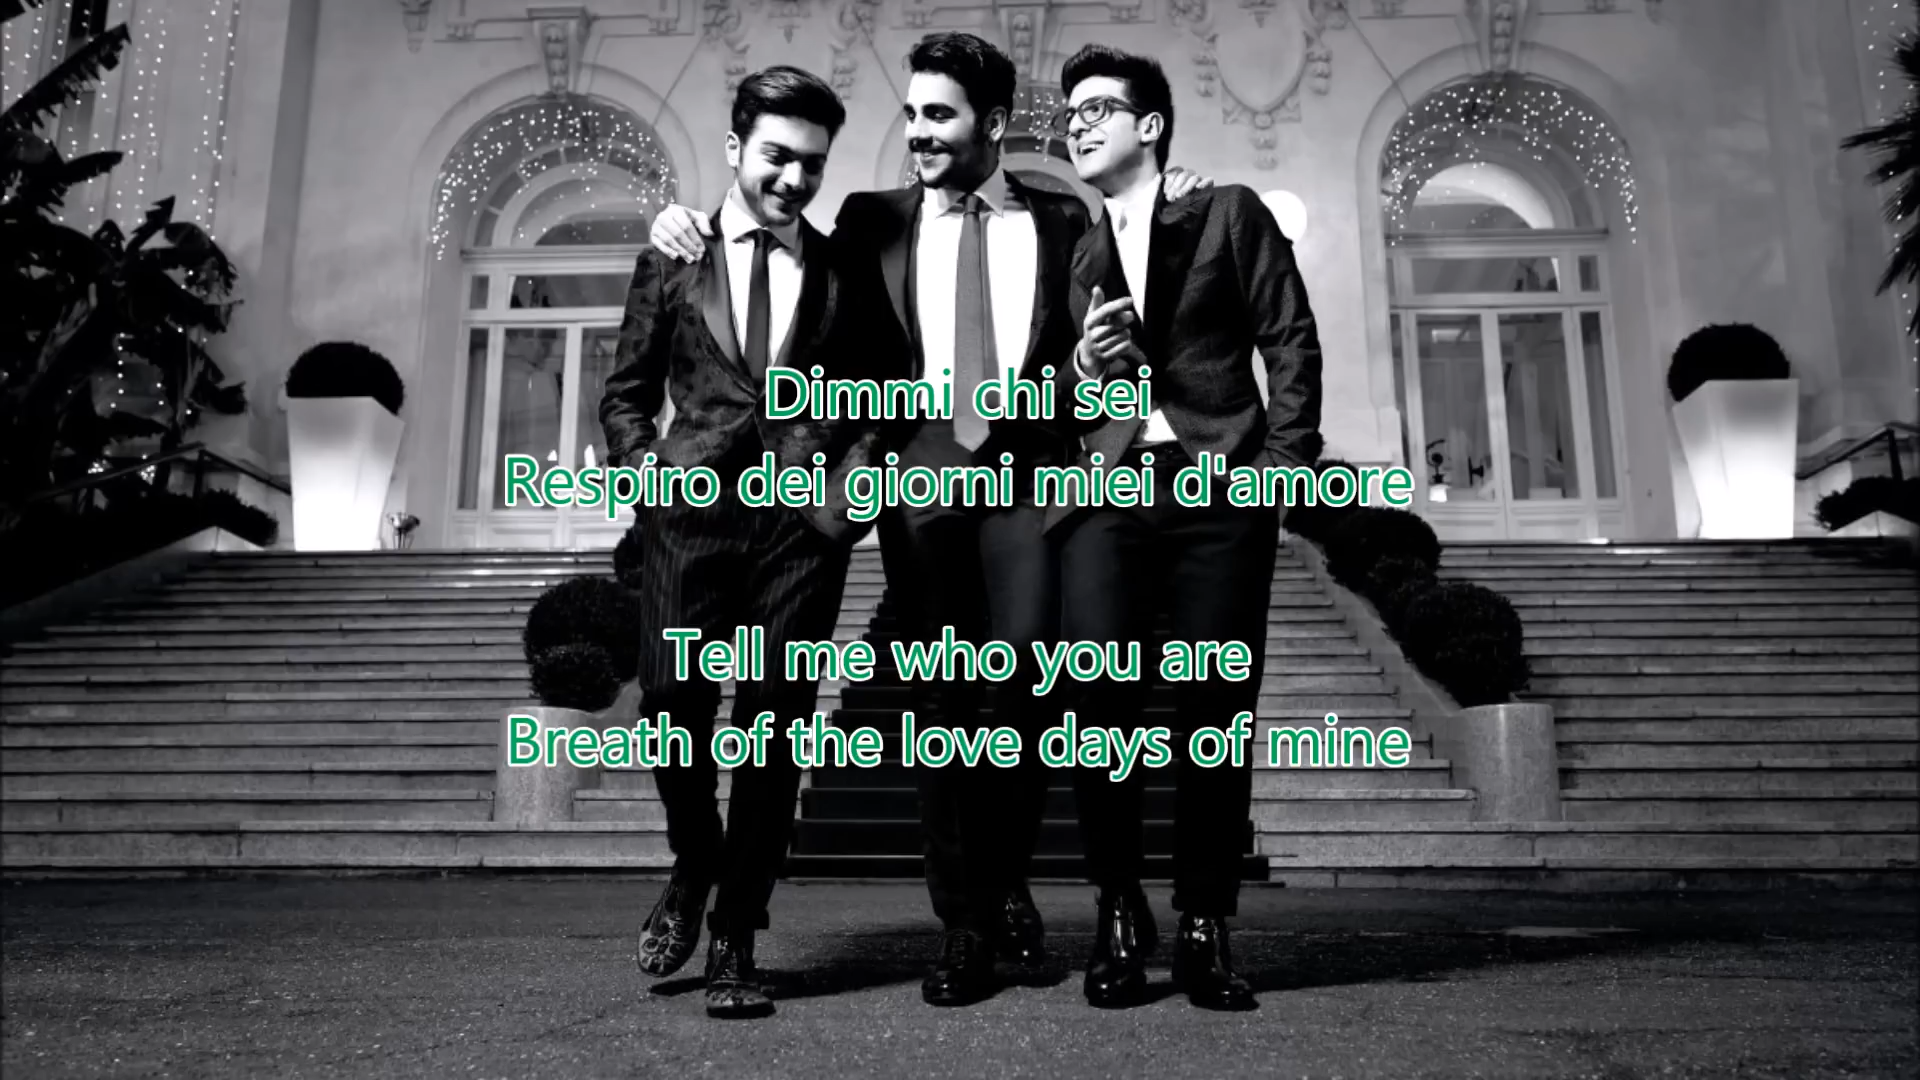 Dimmi chi sei
Respiro dei giorni miei d'amore
Tell me who you are
Breath of the love days of mine